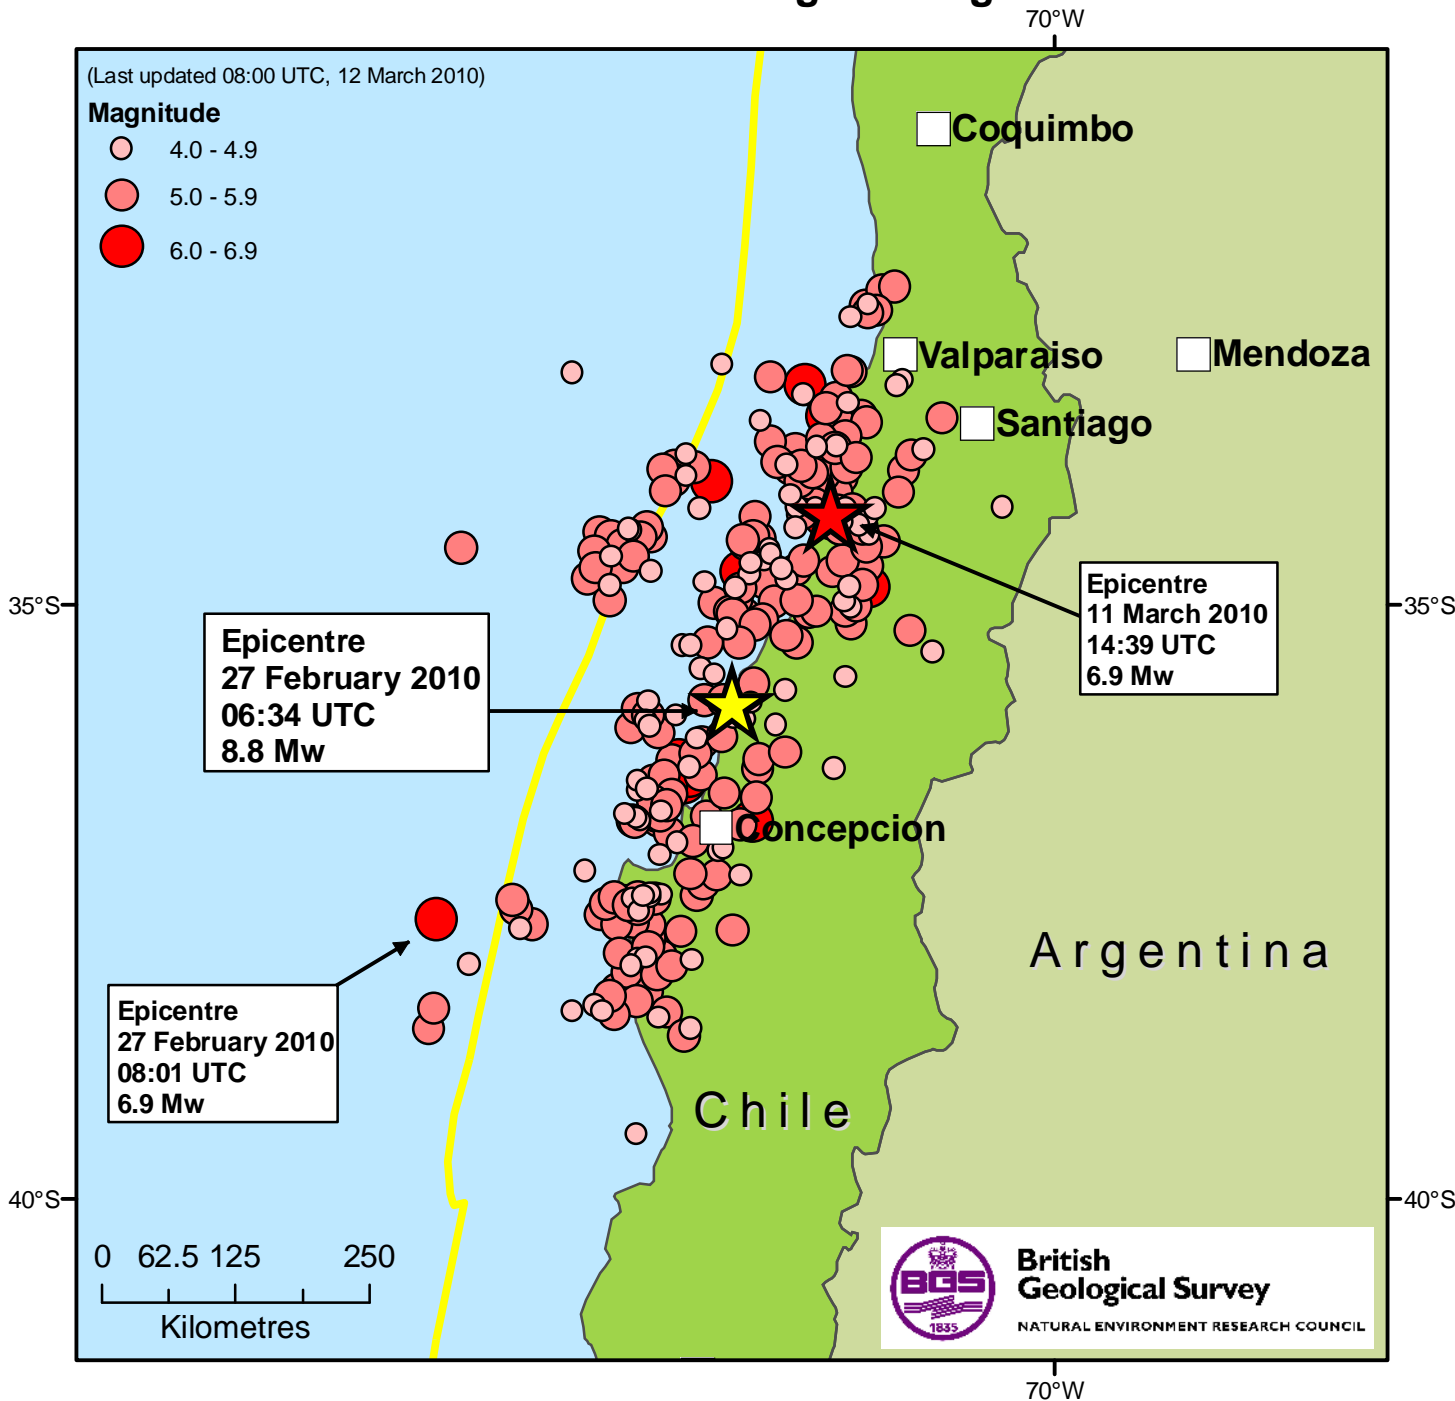 70°W
(Last updated 08:00 UTC, 12 March 2010)
Magnitude
4.0 - 4.9
5.0 - 5.9
6.0 - 6.9
Coquimbo
Valparaiso
Mendoza
Santiago
35°S
35°S
Epicentre
11 March 2010
14:39 UTC
6.9 Mw
Epicentre
27 February 2010
06:34 UTC
8.8 Mw
Concepcion
Argentina
Epicentre
27 February 2010
08:01 UTC
6.9 Mw
Chile
40°S
40°S
0 62.5 125 250
Kilometres
BGS
1835
British
Geological Survey
NATURAL ENVIRONMENT RESEARCH COUNCIL
70°W